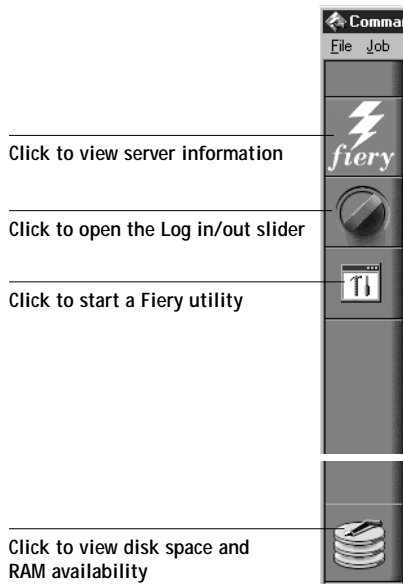 Comma
File Job
fiery
Click to view server information
Click to open the Log in/out slider
Click to start a Fiery utility
Click to view disk space and
RAM availability